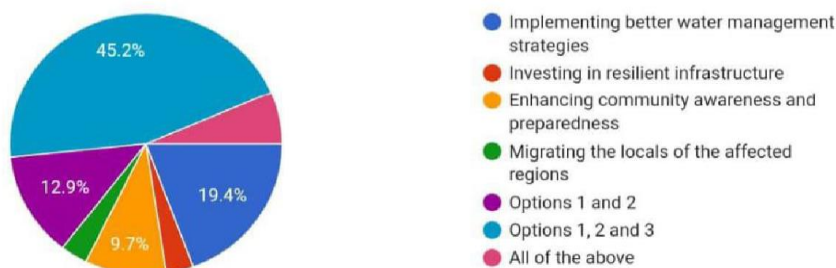 45.2%
12.9%
9.7%
19.4%
Implementing better water management
strategies
Investing in resilient infrastructure
Enhancing community awareness and
preparedness
Migrating the locals of the affected
regions
Options 1 and 2
Options 1, 2 and 3
All of the above